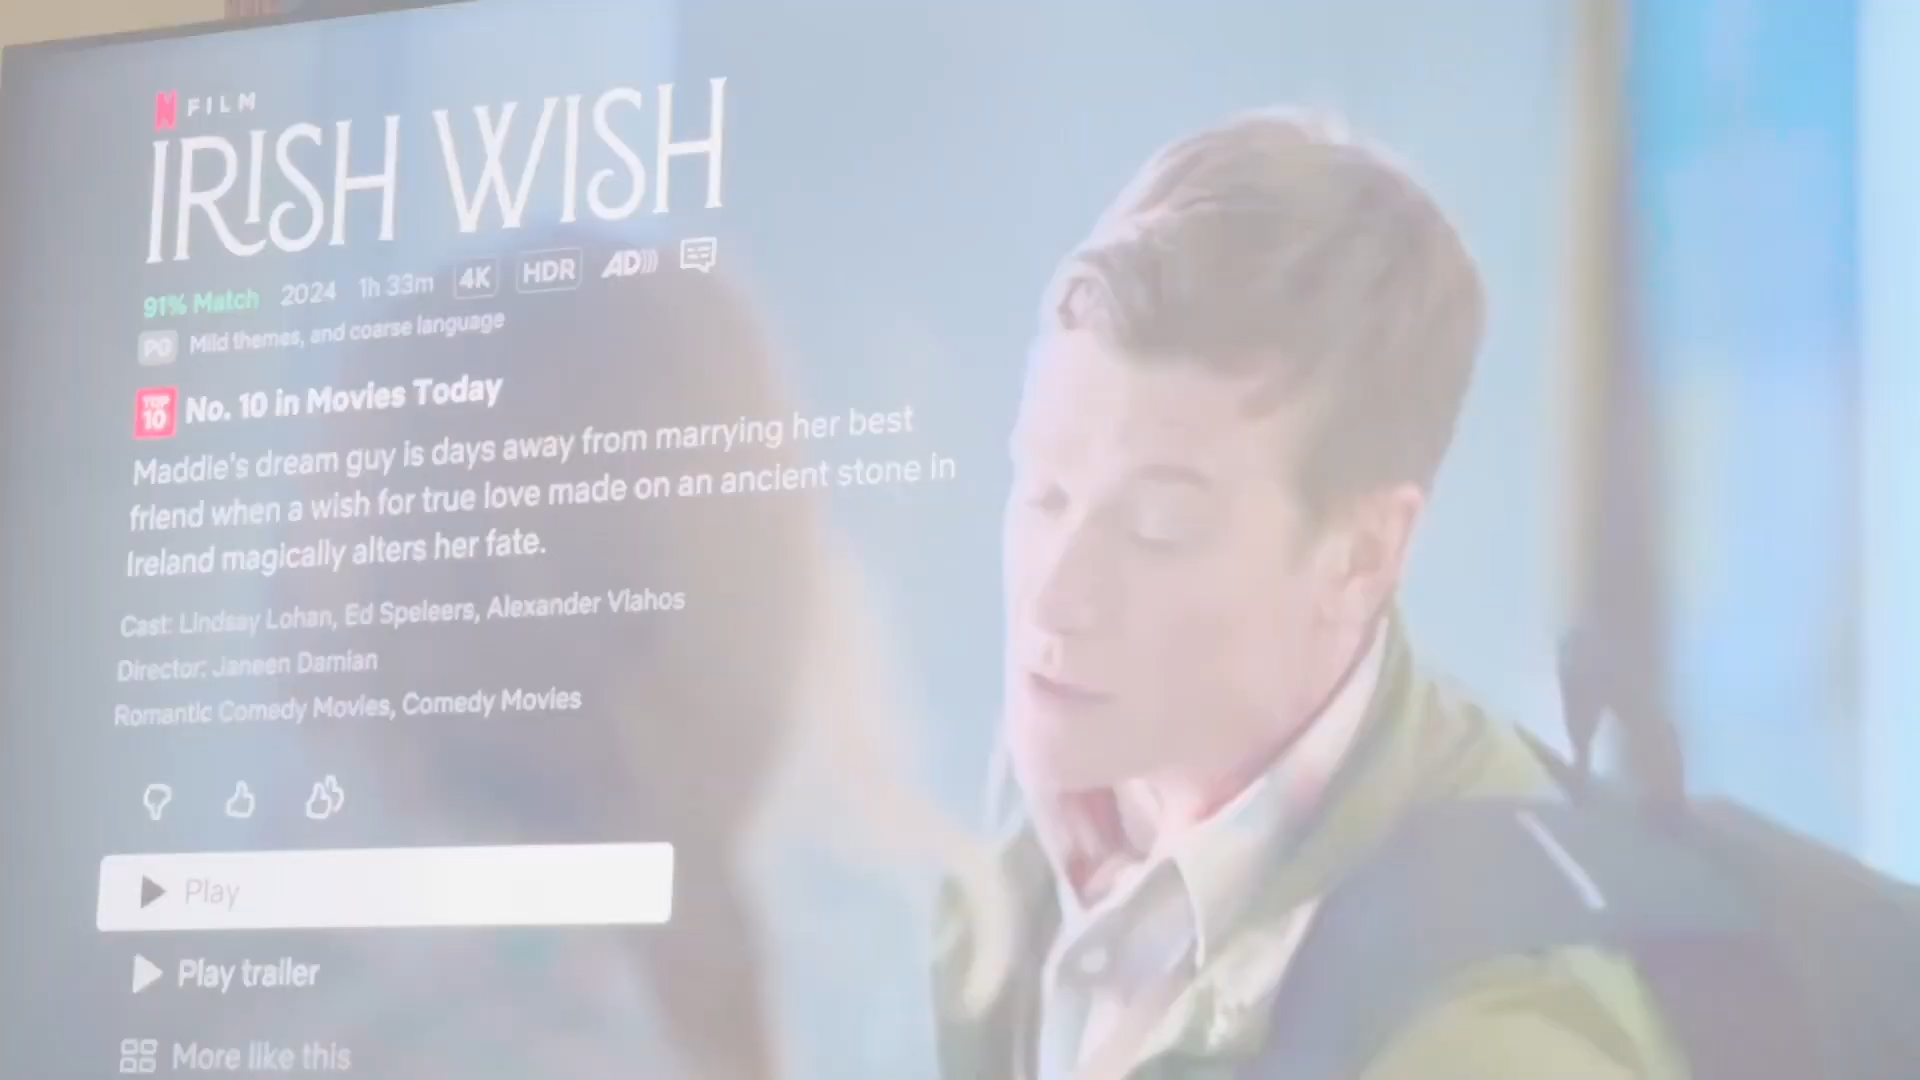 N FILM
IRISH WISH
91% Match 2024 1h 33m 4K HDR AD)))
PG Mild themes, and coarse language
TOP 10 No. 10 in Movies Today
Maddie's dream guy is days away from marrying her best
friend when a wish for true love made on an ancient stone in
Ireland magically alters her fate.
Cast: Lindsay Lohan, Ed Speleers, Alexander Vlahos
Director: Janeen Damian
Romantic Comedy Movies, Comedy Movies
Play
Play trailer
More like this